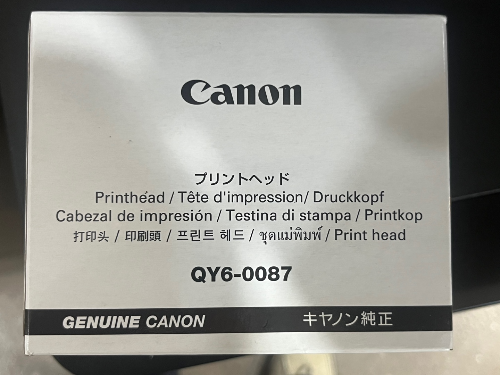 Canon
プリントヘッド
Printhead / Tête d'impression / Druckkopf
Cabezal de impresión / Testina di stampa / Printkop
打印头 / 印刷頭 / 프린트 헤드 / ชุดแม่พิมพ์ / Print head
QY6-0087
GENUINE CANON キヤノン純正